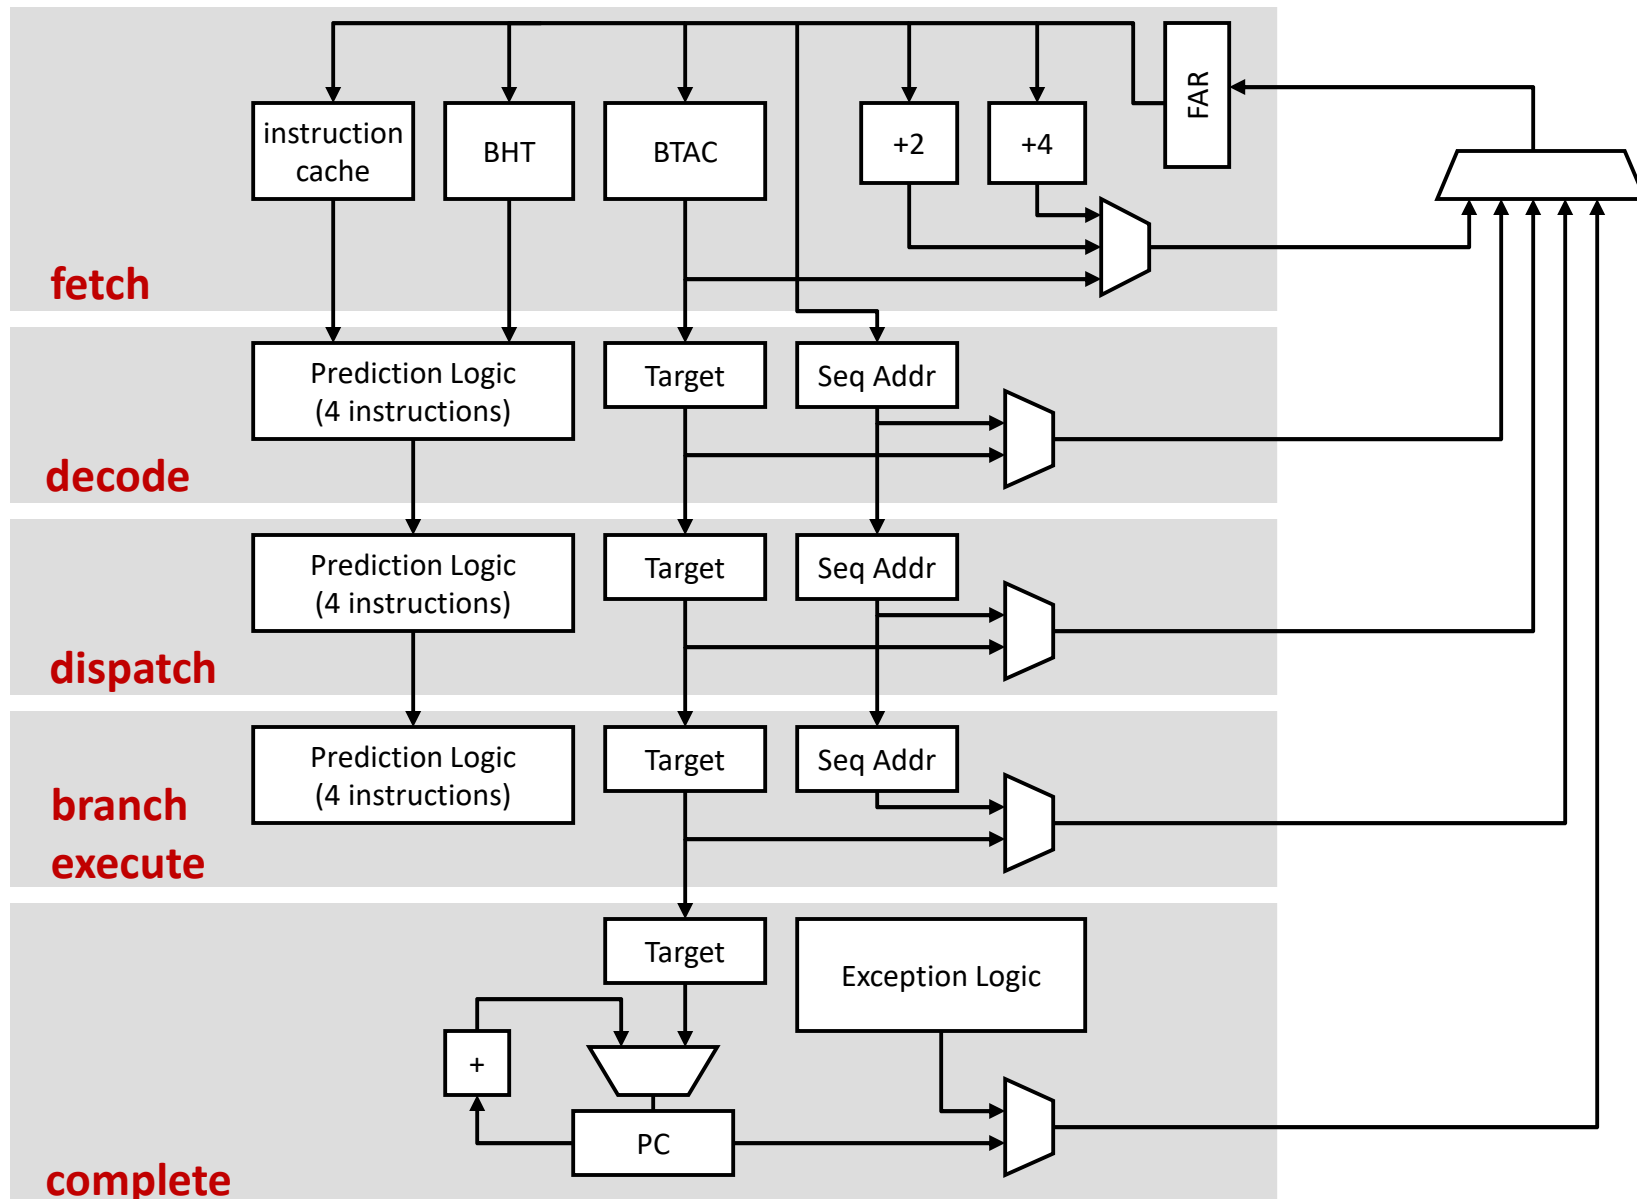 FAR
instruction
cache
BHT
BTAC
+2
+4
fetch
Prediction Logic
(4 instructions)
Target
Seq Addr
decode
Prediction Logic
(4 instructions)
Target
Seq Addr
dispatch
Prediction Logic
(4 instructions)
Target
Seq Addr
branch
execute
Target
Exception Logic
+
PC
complete